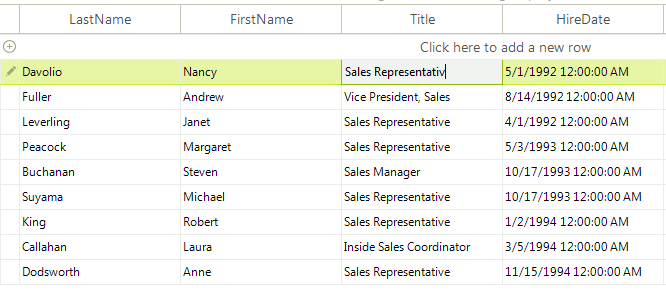 LastName FirstName Title HireDate
Click here to add a new row
Davolio Nancy Sales Representativ 5/1/1992 12:00:00 AM
Fuller Andrew Vice President, Sales 8/14/1992 12:00:00 AM
Leverling Janet Sales Representative 4/1/1992 12:00:00 AM
Peacock Margaret Sales Representative 5/3/1993 12:00:00 AM
Buchanan Steven Sales Manager 10/17/1993 12:00:00 AM
Suyama Michael Sales Representative 10/17/1993 12:00:00 AM
King Robert Sales Representative 1/2/1994 12:00:00 AM
Callahan Laura Inside Sales Coordinator 3/5/1994 12:00:00 AM
Dodsworth Anne Sales Representative 11/15/1994 12:00:00 AM